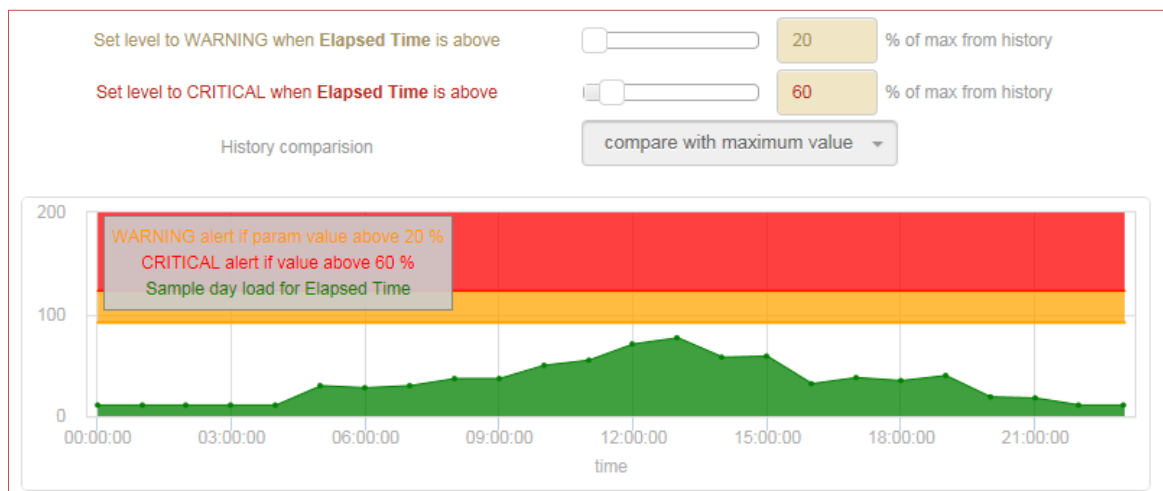 Set level to WARNING when Elapsed Time is above 20 % of max from history
Set level to CRITICAL when Elapsed Time is above 60 % of max from history
History comparision compare with maximum value
200
WARNING alert if param value above 20 %
CRITICAL alert if value above 60 %
Sample day load for Elapsed Time
100
0
00:00:00 03:00:00 06:00:00 09:00:00 12:00:00 15:00:00 18:00:00 21:00:00
time